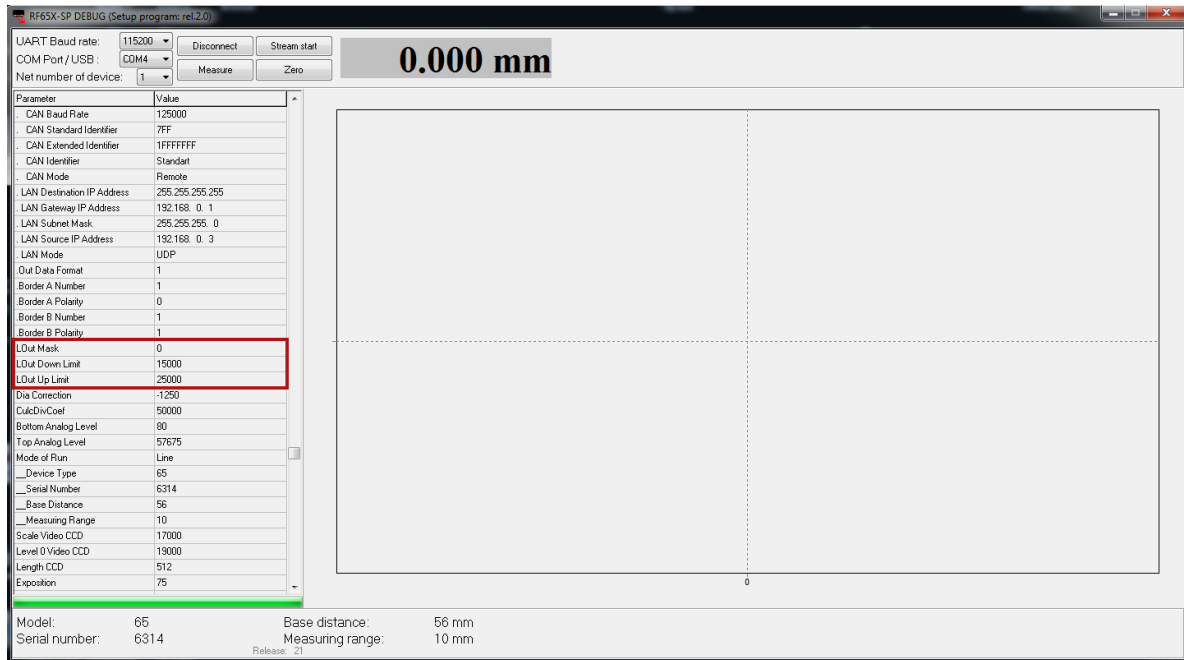 RF65X-SP DEBUG (Setup program: rel.2.0)
UART Baud rate: 115200 Disconnect Stream start
COM Port / USB : COM4
Net number of device: 1 Measure Zero
0.000 mm
Parameter Value
. CAN Baud Rate 125000
. CAN Standard Identifier 7FF
. CAN Extended Identifier 1FFFFFFF
. CAN Identifier Standart
. CAN Mode Remote
. LAN Destination IP Address 255.255.255.255
. LAN Gateway IP Address 192.168. 0. 1
. LAN Subnet Mask 255.255.255. 0
. LAN Source IP Address 192.168. 0. 3
. LAN Mode UDP
.Out Data Format 1
.Border A Number 1
.Border A Polarity 0
.Border B Number 1
.Border B Polarity 1
LOut Mask 0
LOut Down Limit 15000
LOut Up Limit 25000
Dia Correction -1250
CulcDivCoef 50000
Bottom Analog Level 80
Top Analog Level 57675
Mode of Run Line
__Device Type 65
__Serial Number 6314
__Base Distance 56
__Measuring Range 10
Scale Video CCD 17000
Level 0 Video CCD 19000
Length CCD 512
Exposition 75
0
Model: 65 Base distance: 56 mm
Serial number: 6314 Measuring range: 10 mm
Release: 21